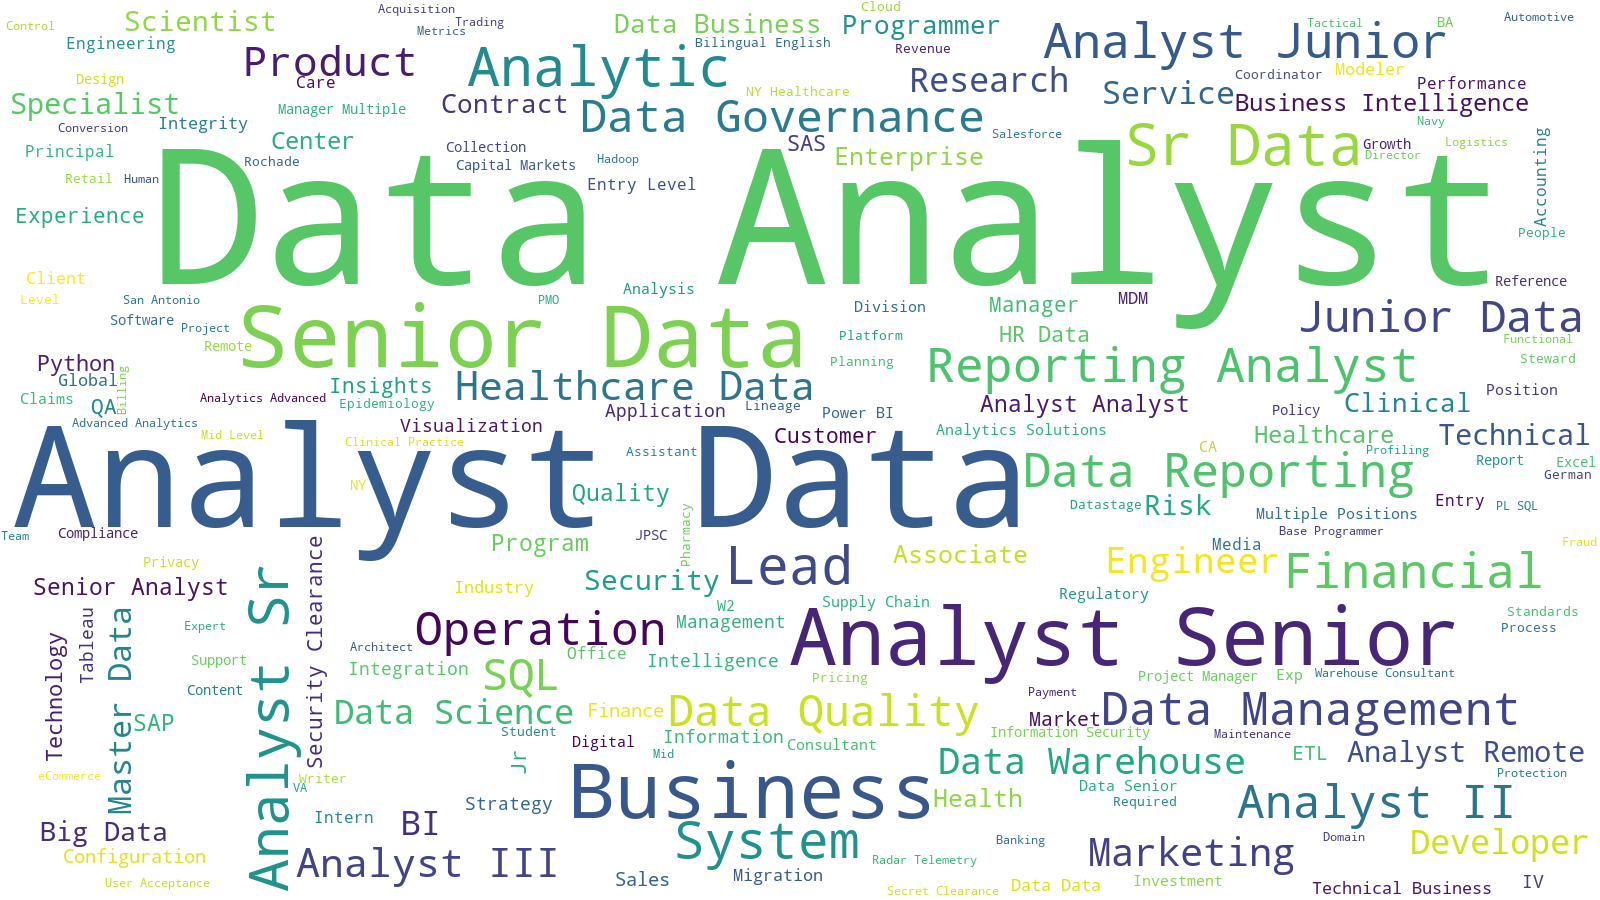 Control
Scientist
Acquisition
Trading
Metrics
Data Business
Cloud
Programmer
Analyst Junior
Tactical
BA
Automotive
Engineering
Product
Analytic
Bilingual English
Revenue
Design
Care
Research
Coordinator
Modeler
Performance
Specialist
Manager Multiple
Contract
NY Healthcare
Service
Business Intelligence
Conversion
Integrity
Center
Data Governance
Salesforce
Navy
Principal
Rochade
Collection
Capital Markets
Hadoop
SAS
Enterprise
Sr Data
Growth
Director
Logistics
Accounting
Retail
Human
Entry Level
Experience
Data Analyst
People
Client
Level
San Antonio
Software
Project
Remote
PMO
Analysis
Division
Manager
MDM
Reference
Senior Data
Platform
HR Data
Junior Data
Functional
Steward
Python
Global
Billing
Claims
QA
Insights
Epidemiology
Healthcare Data
Planning
Reporting Analyst
Position
Analytics Advanced
Application
Lineage
Power BI
Analyst Analyst
Policy
Clinical
Advanced Analytics
Mid Level
Visualization
Clinical Practice
Customer
Analytics Solutions
CA
Healthcare
Technical
Assistant
Profiling
Report
Excel
German
Analyst Data
NY
Quality
Data Reporting
Datastage
Risk
Entry
PL SQL
Multiple Positions
Base Programmer
Team
Compliance
Pharmacy
JPSC
Program
Lead
Associate
Media
Engineer
Fraud
Privacy
Senior Analyst
Security Clearance
Analyst Sr
Industry
Security
Financial
Regulatory
Technology
Tableau
Master Data
Expert
W2
Supply Chain
Management
Operation
Analyst Senior
Standards
Process
Architect
Support
Integration
Office
Intelligence
SQL
Content
Pricing
Project Manager
Exp
Warehouse Consultant
SAP
Data Science
Finance
Data Quality
Payment
Market
Data Management
Student
Digital
Information
Consultant
Information Security
Maintenance
Mid
eCommerce
Writer
VA
Jr
Data Warehouse
ETL
Analyst Remote
Protection
Strategy
Business
Health
Data Senior
Required
Analyst II
Big Data
Intern
BI
System
Banking
Domain
Developer
Configuration
User Acceptance
Analyst III
Sales
Migration
Radar Telemetry
Secret Clearance
Data Data
Marketing
Investment
Technical Business
IV